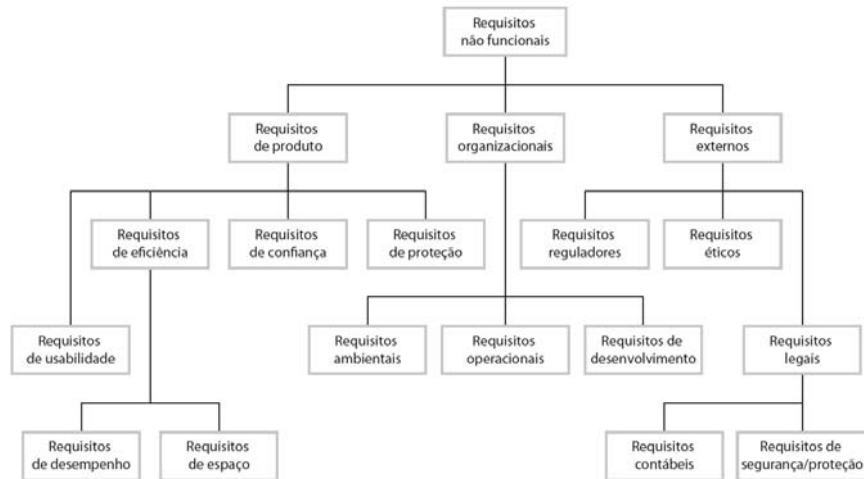 Requisitos
não funcionais
Requisitos
de produto
Requisitos
organizacionais
Requisitos
externos
Requisitos
de eficiência
Requisitos
de confiança
Requisitos
de proteção
Requisitos
reguladores
Requisitos
éticos
Requisitos
de usabilidade
Requisitos
ambientais
Requisitos
operacionais
Requisitos de
desenvolvimento
Requisitos
legais
Requisitos
de desempenho
Requisitos
de espaço
Requisitos
contábeis
Requisitos de
segurança/proteção